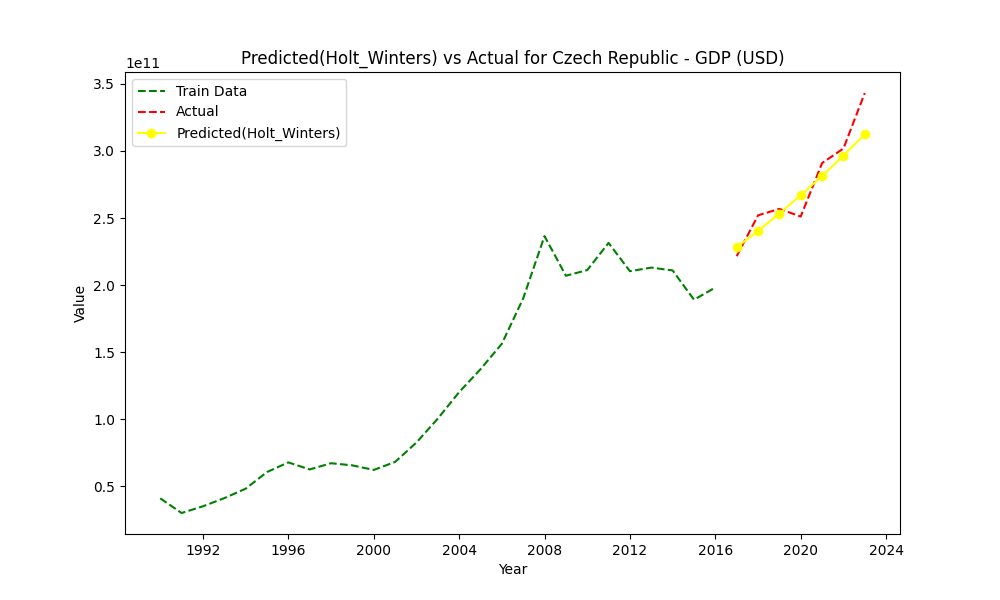 Predicted(Holt_Winters) vs Actual for Czech Republic - GDP (USD)
1e11
Train Data
Actual
Predicted(Holt_Winters)
3.5
3.0
2.5
2.0
1.5
1.0
0.5
Value
1992 1996 2000 2004 2008 2012 2016 2020 2024
Year